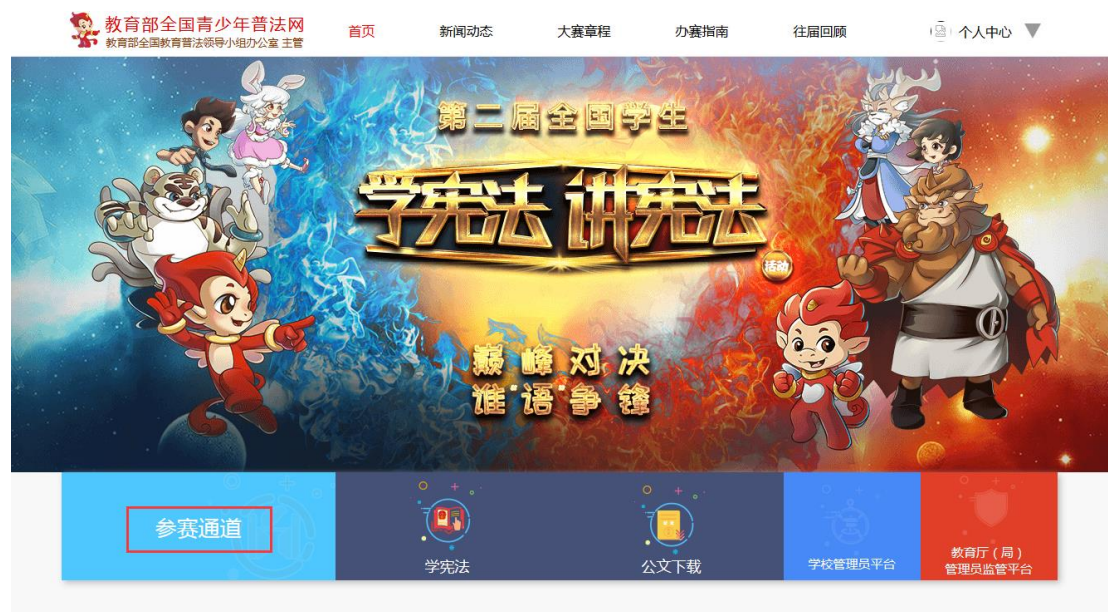 教育部全国青少年普法网
教育部全国教育普法领导小组办公室 主管
首页
新闻动态
大赛章程
办赛指南
往届回顾
个人中心
第二届全国学生
学宪法 讲宪法
活动
巅峰对决
谁"语"争锋
参赛通道
学宪法
公文下载
学校管理员平台
教育厅（局）
管理员监管平台